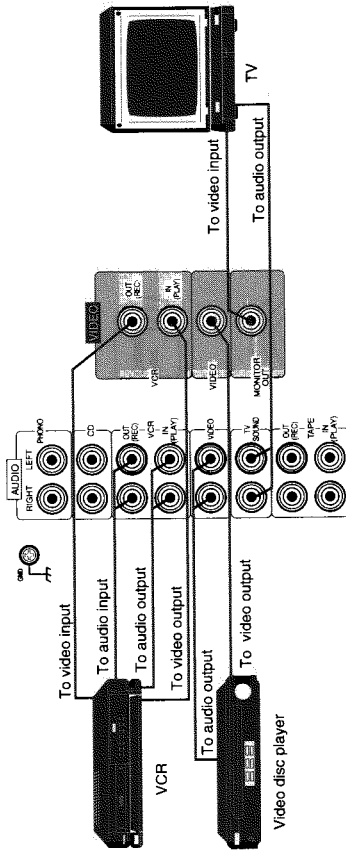 TV
To video input
To audio output
VIDEO
OUT
(REC)
IN
(PLAY)
VCR
VIDEO
MONITOR
OUT
AUDIO
RIGHT
LEFT
PHONO
CD
OUT
(REC)
VCR
IN
(PLAY)
VIDEO
TV
SOUND
OUT
(REC)
TAPE
IN
(PLAY)
GND
To video input
To audio input
To audio output
To video output
VCR
To audio output
To video output
Video disc player